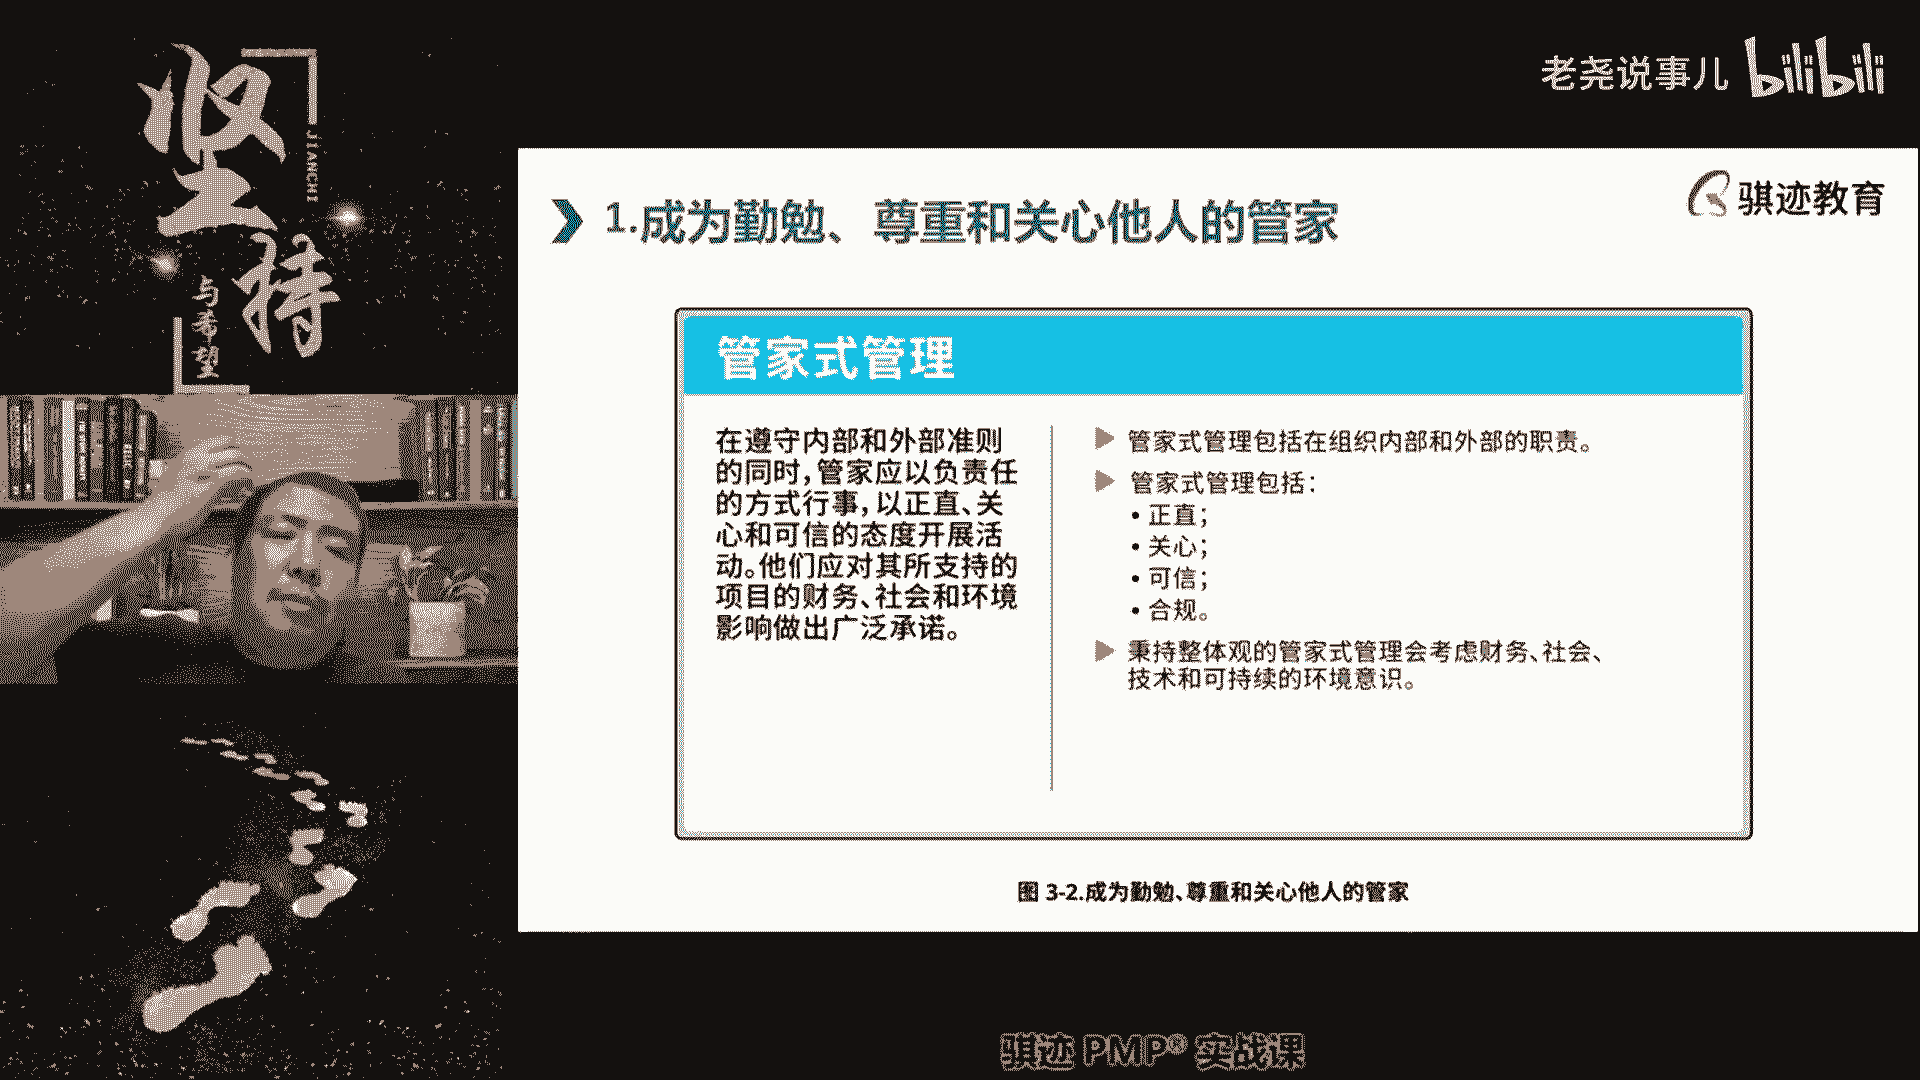 坚
JIANCHI
持
与希望
老尧说事儿 bilibili
骐迹教育
1.成为勤勉、尊重和关心他人的管家
管家式管理
在遵守内部和外部准则
的同时，管家应以负责任
的方式行事，以正直、关
心和可信的态度开展活
动。他们应对其所支持的
项目的财务、社会和环境
影响做出广泛承诺。
管家式管理包括在组织内部和外部的职责。
管家式管理包括：
• 正直；
• 关心；
• 可信；
• 合规。
秉持整体观的管家式管理会考虑财务、社会、
技术和可持续的环境意识。
图 3-2.成为勤勉、尊重和关心他人的管家
骐迹 PMP® 实战课